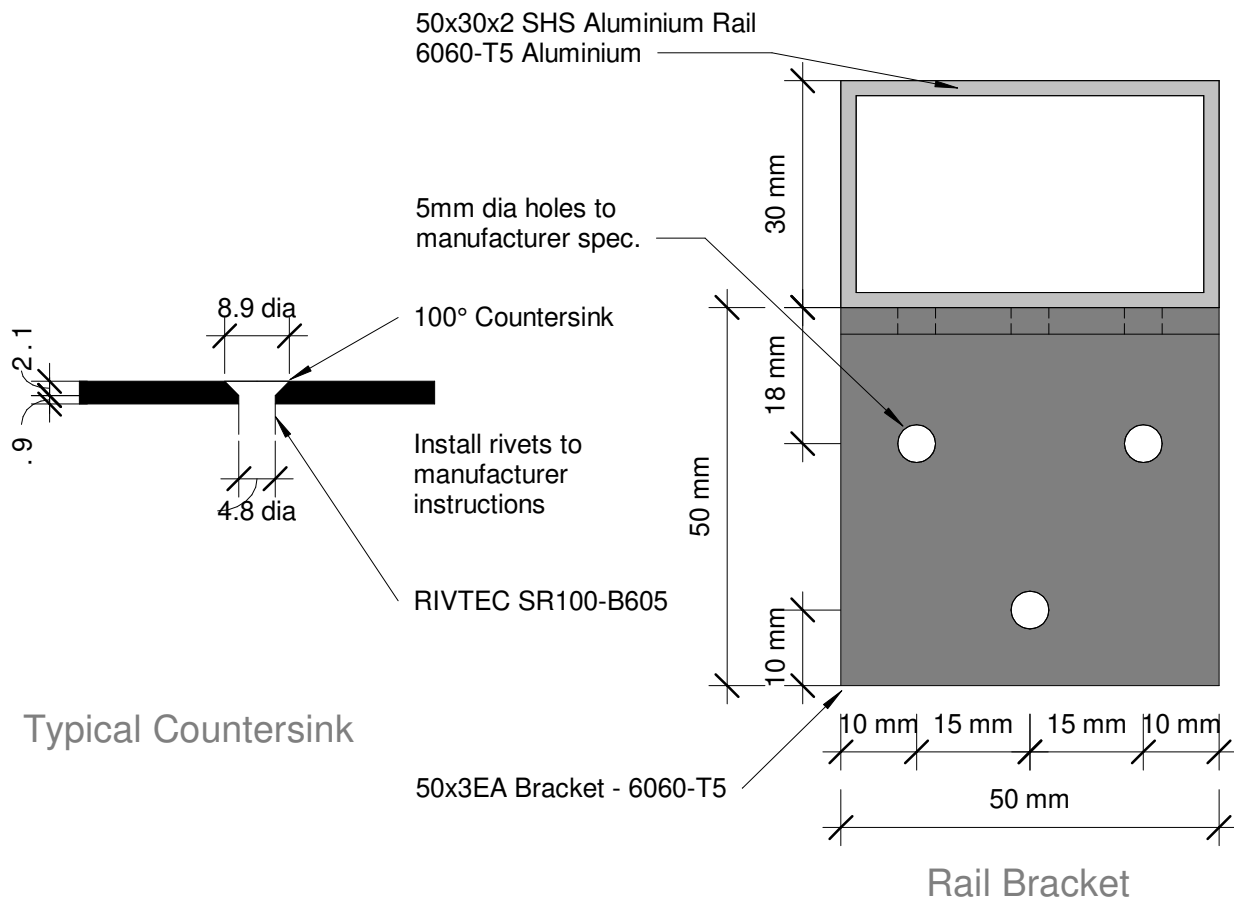 50x30x2 SHS Aluminium Rail
6060-T5 Aluminium
30 mm
5mm dia holes to
manufacturer spec.
8.9 dia
100° Countersink
2.1
.9
18 mm
Install rivets to
manufacturer
instructions
4.8 dia
50 mm
RIVTEC SR100-B605
10 mm
Typical Countersink
10 mm 15 mm 15 mm 10 mm
50x3EA Bracket - 6060-T5
50 mm
Rail Bracket